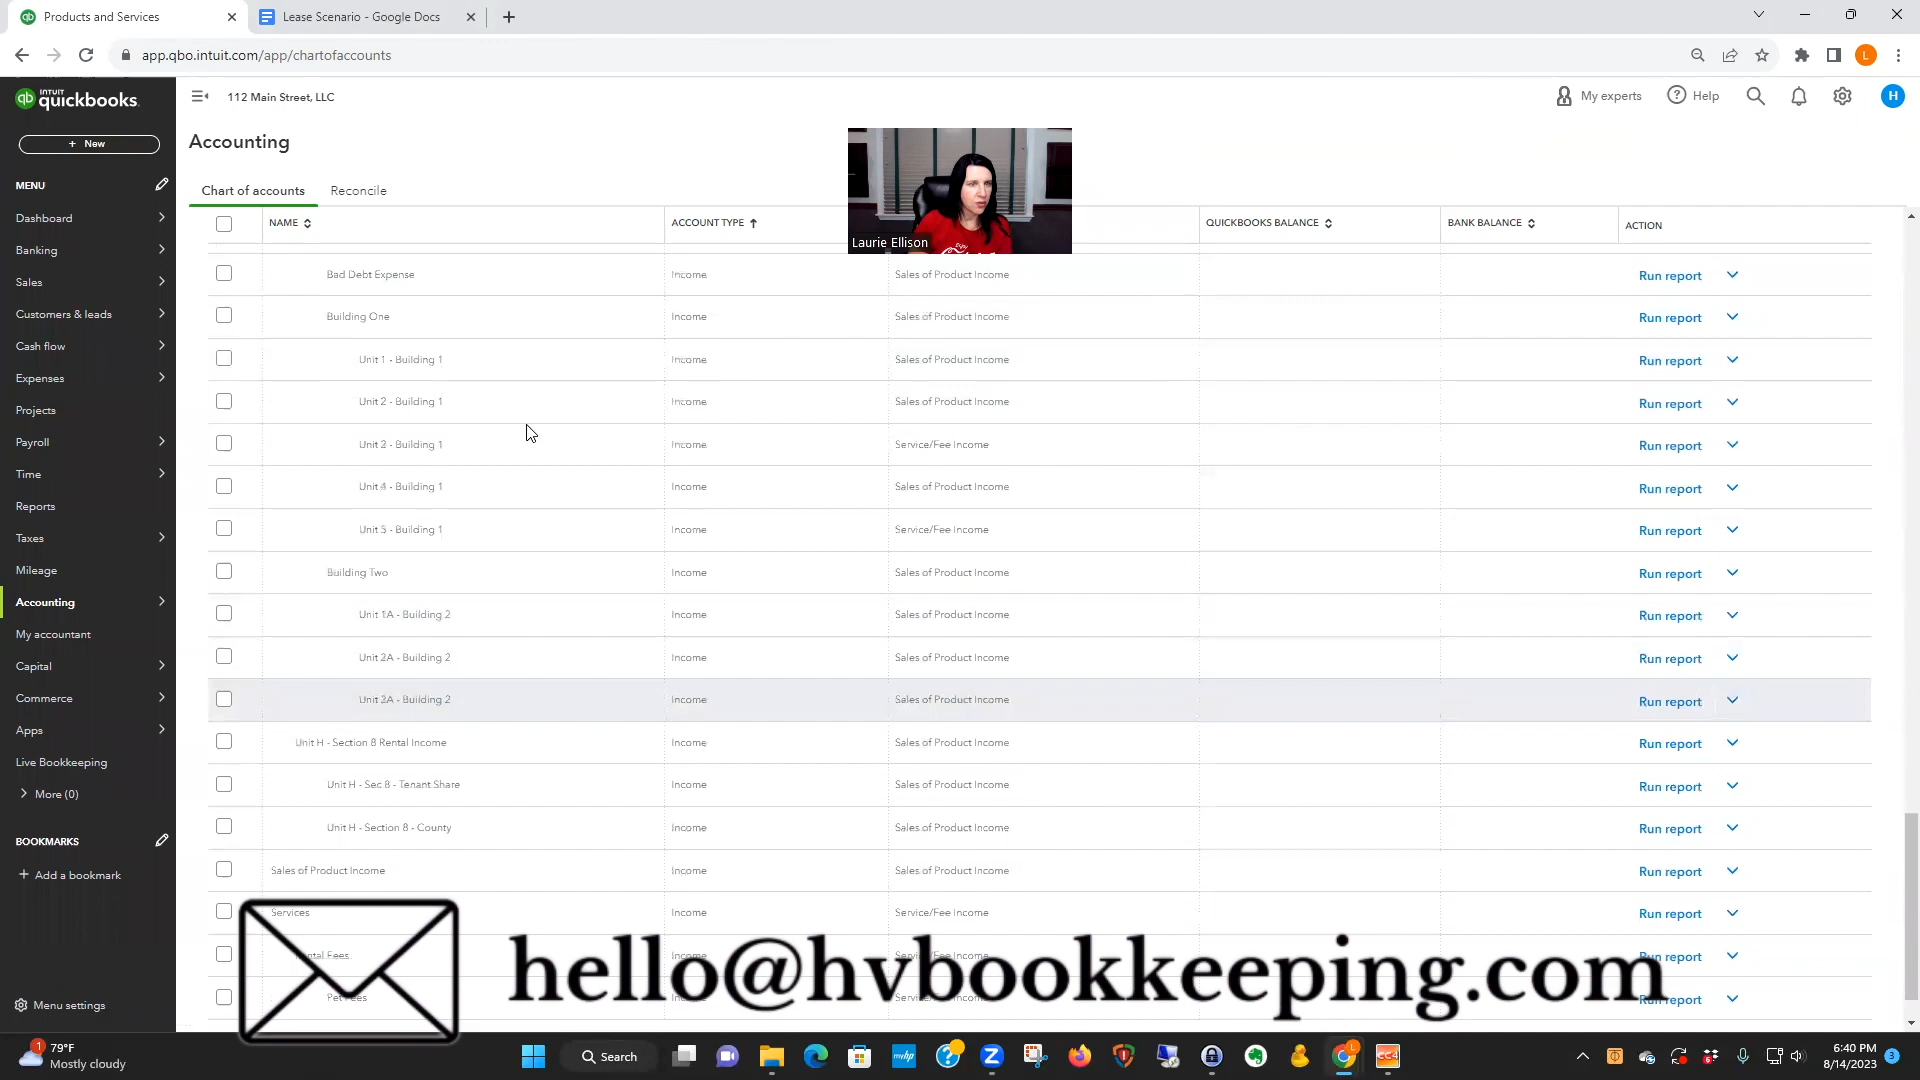 Products and Services
Lease Scenario - Google Docs
app.qbo.intuit.com/app/chartofaccounts
L
INTUIT
quickbooks.
112 Main Street, LLC
My experts
Help
H
+ New
Accounting
MENU
Chart of accounts
Reconcile
Laurie Ellison
NAME
ACCOUNT TYPE
QUICKBOOKS BALANCE
BANK BALANCE
ACTION
Dashboard
Banking
Sales
Customers & leads
Cash flow
Expenses
Projects
Payroll
Time
Reports
Taxes
Mileage
Accounting
My accountant
Capital
Commerce
Apps
Live Bookkeeping
More (0)
BOOKMARKS
+ Add a bookmark
Menu settings
Bad Debt Expense Income Sales of Product Income Run report
Building One Income Sales of Product Income Run report
Unit 1 - Building 1 Income Sales of Product Income Run report
Unit 2 - Building 1 Income Sales of Product Income Run report
Unit 2 - Building 1 Income Service/Fee Income Run report
Unit 4 - Building 1 Income Sales of Product Income Run report
Unit 5 - Building 1 Income Service/Fee Income Run report
Building Two Income Sales of Product Income Run report
Unit 1A - Building 2 Income Sales of Product Income Run report
Unit 2A - Building 2 Income Sales of Product Income Run report
Unit 2A - Building 2 Income Sales of Product Income Run report
Unit H - Section 8 Rental Income Income Sales of Product Income Run report
Unit H - Sec 8 - Tenant Share Income Sales of Product Income Run report
Unit H - Section 8 - County Income Sales of Product Income Run report
Sales of Product Income Income Sales of Product Income Run report
Services Income Service/Fee Income Run report
Fees
hello@hvbookkeeping.com
79°F
Mostly cloudy
Search
6:40 PM
8/14/2023